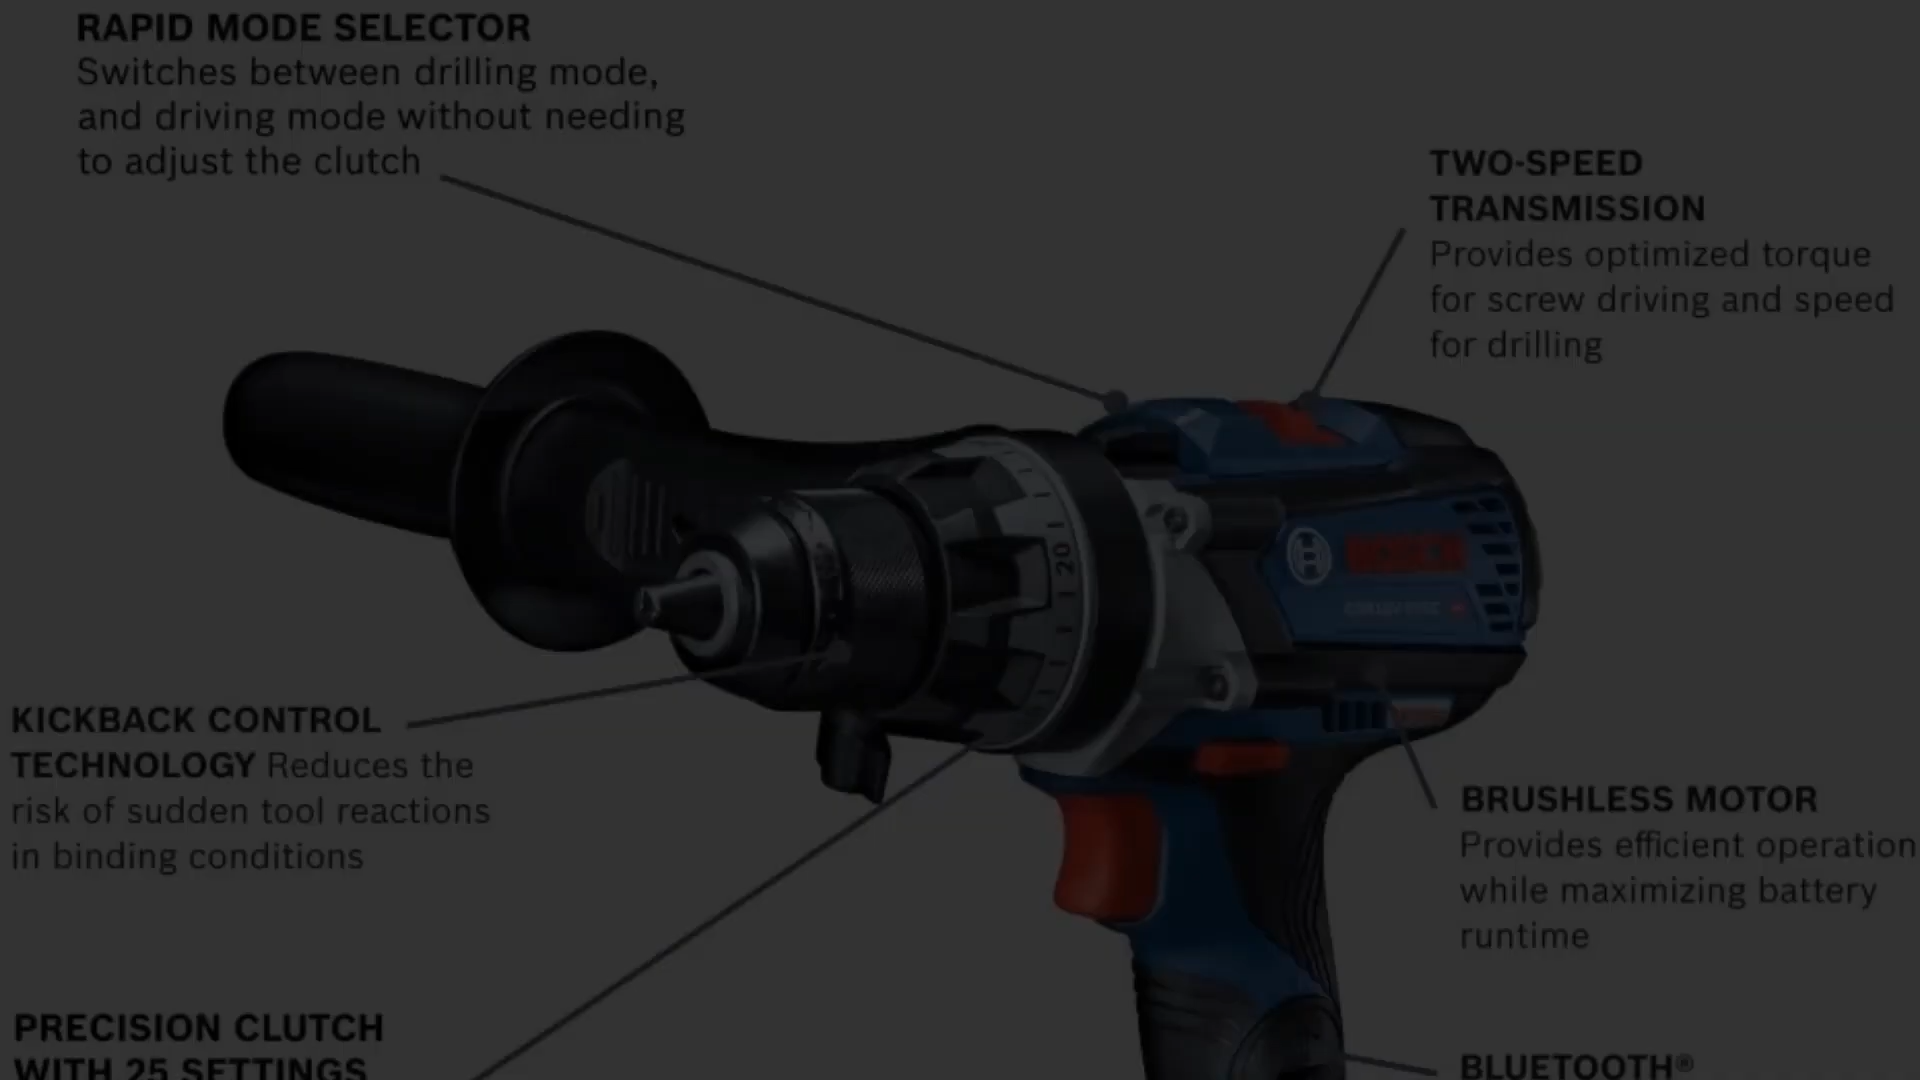 RAPID MODE SELECTOR
Switches between drilling mode,
and driving mode without needing
to adjust the clutch
TWO-SPEED
TRANSMISSION
Provides optimized torque
for screw driving and speed
for drilling
20
BOSCH
KICKBACK CONTROL
TECHNOLOGY Reduces the
risk of sudden tool reactions
in binding conditions
BRUSHLESS MOTOR
Provides efficient operation
while maximizing battery
runtime
PRECISION CLUTCH
WITH 25 SETTINGS
BLUETOOTH®